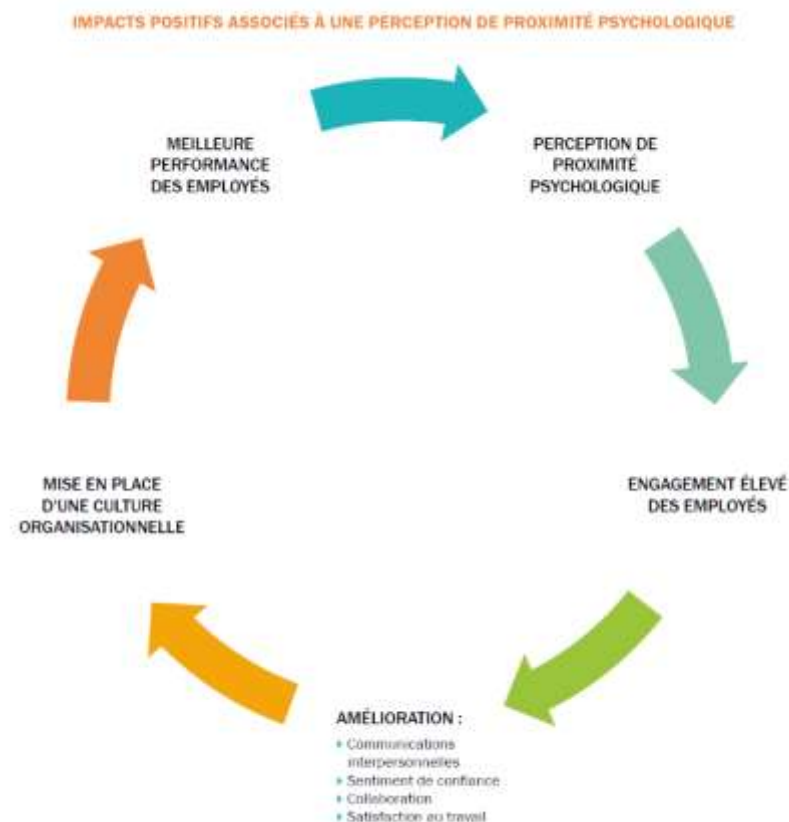 IMPACTS POSITIFS ASSOCIÉS À UNE PERCEPTION DE PROXIMITÉ PSYCHOLOGIQUE
MEILLEURE
PERFORMANCE
DES EMPLOYÉS
PERCEPTION DE
PROXIMITÉ
PSYCHOLOGIQUE
MISE EN PLACE
D'UNE CULTURE
ORGANISATIONNELLE
ENGAGEMENT ÉLEVÉ
DES EMPLOYÉS
AMÉLIORATION :
Communications
interpersonnelles
Sentiment de confiance
Collaboration
Satisfaction au travail